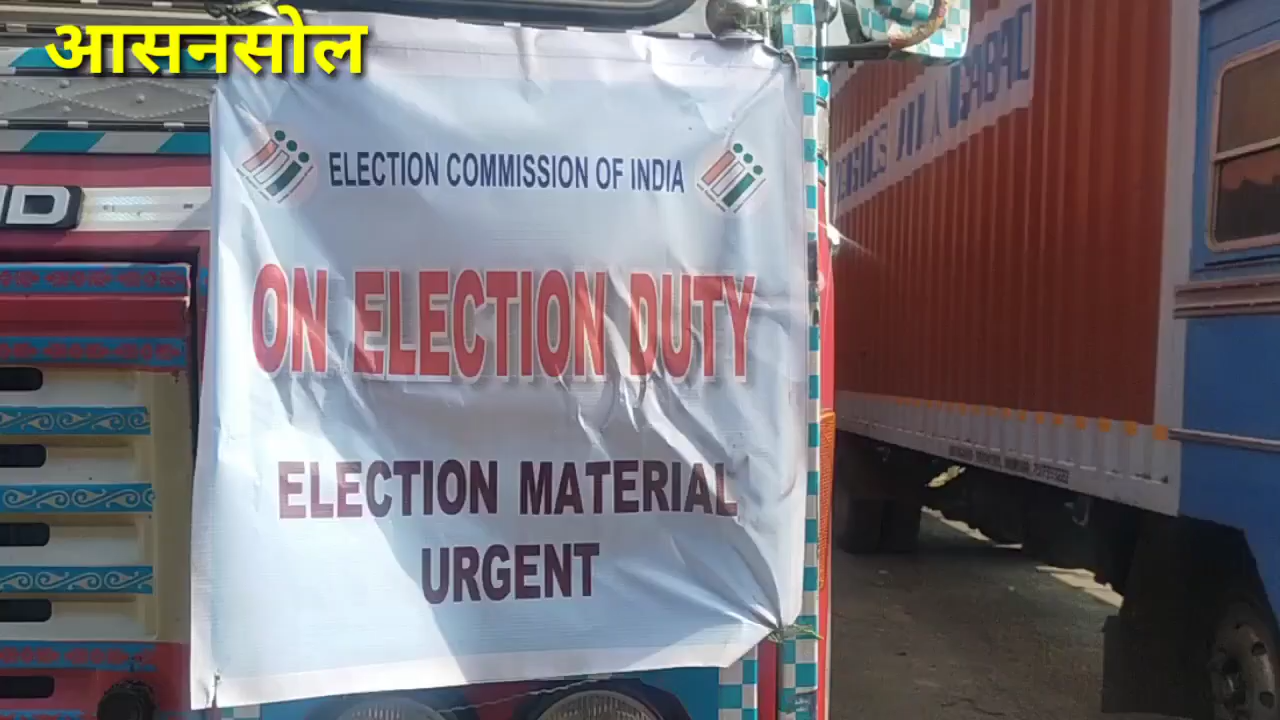 आसनसोल
ELECTION COMMISSION OF INDIA
ON ELECTION DUTY
ELECTION MATERIAL
URGENT